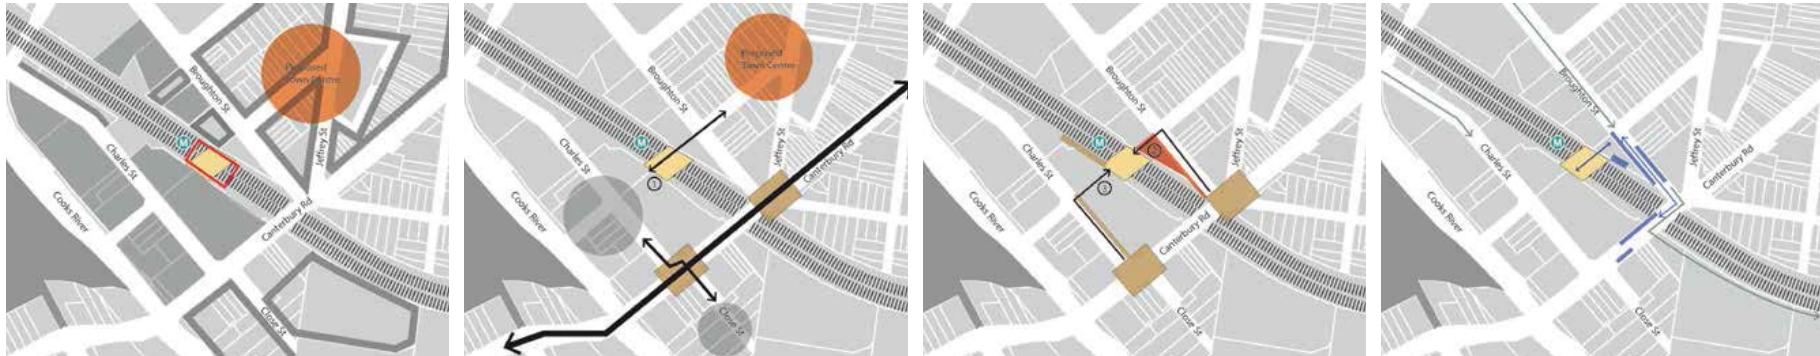 Proposed
Town Centre
Broughton St
M
Jeffrey St
Charles St
Cooks River
Canterbury Rd
Close St
Proposed
Town Centre
Broughton St
M
Jeffrey St
Canterbury Rd
Charles St
1
Cooks River
Close St
Broughton St
M
2
Jeffrey St
Charles St
3
Canterbury Rd
Cooks River
Close St
Broughton St
M
Jeffrey St
Charles St
Canterbury Rd
Cooks River
Close St